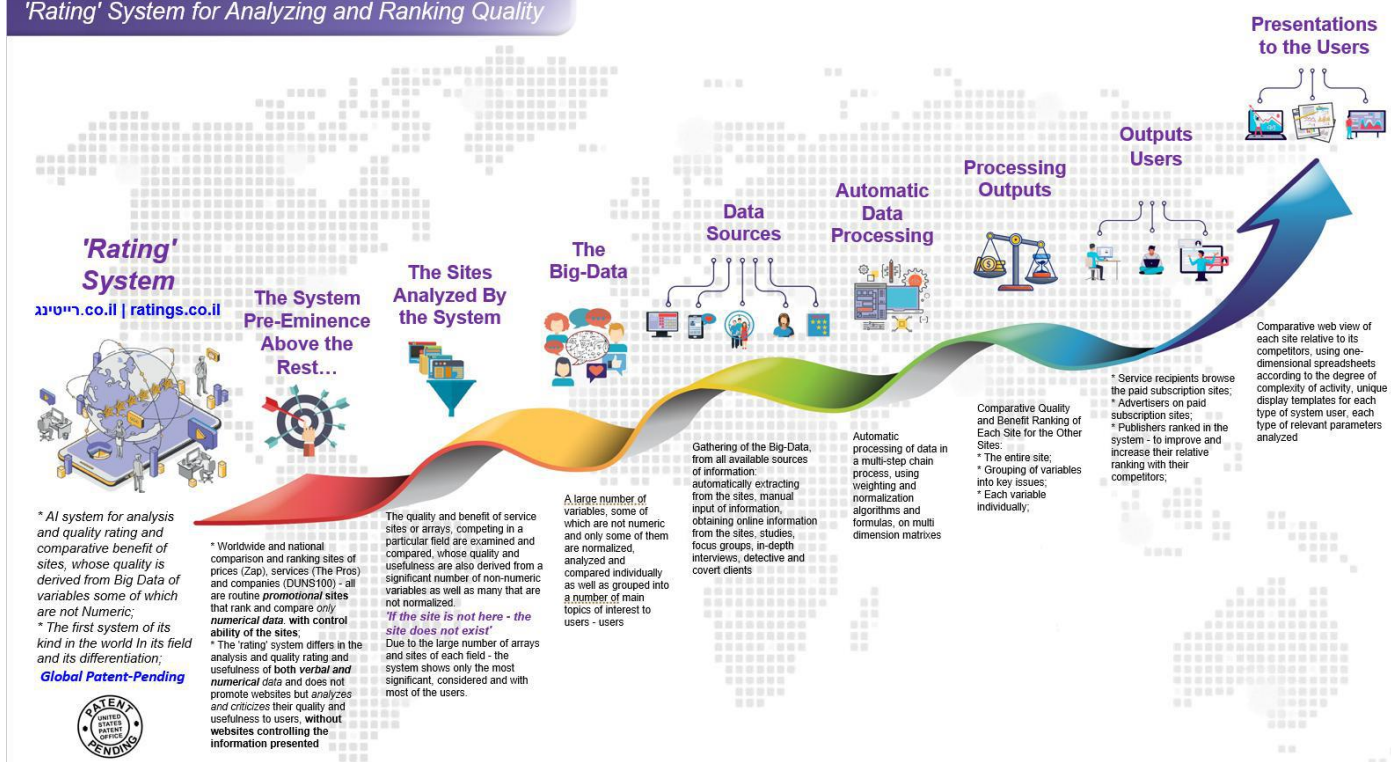 'Rating' System for Analyzing and Ranking Quality
'Rating'
System
רייטינג.co.il | ratings.co.il
* AI system for analysis
and quality rating and
comparative benefit of
sites, whose quality is
derived from Big Data of
variables some of which
are not Numeric;
* The first system of its
kind in the world In its field
and its differentiation;
Global Patent-Pending
PATENT
UNITED
STATES
PATENT
OFFICE
PENDING
The System
Pre-Eminence
Above the
Rest…
* Worldwide and national
comparison and ranking sites of
prices (Zap), services (The Pros)
and companies (DUNS100) - all
are routine promotional sites
that rank and compare only
numerical data. with control
ability of the sites;
* The 'rating' system differs in the
analysis and quality rating and
usefulness of both verbal and
numerical data and does not
promote websites but analyzes
and criticizes their quality and
usefulness to users, without
websites controlling the
information presented
The Sites
Analyzed By
the System
The quality and benefit of service
sites or arrays, competing in a
particular field are examined and
compared, whose quality and
usefulness are also derived from a
significant number of non-numeric
variables as well as many that are
not normalized.
'If the site is not here - the
site does not exist'
Due to the large number of arrays
and sites of each field - the
system shows only the most
significant, considered and with
most of the users.
The
Big-Data
A large number of
variables, some of
which are not numeric
and only some of them
are normalized,
analyzed and
compared individually
as well as grouped into
a number of main
topics of interest to
users - users
Data
Sources
Gathering of the Big-Data,
from all available sources
of information:
automatically extracting
from the sites, manual
input of information,
obtaining online information
from the sites, studies,
focus groups, in-depth
interviews, detective and
covert clients
Automatic
Data
Processing
Automatic
processing of data in
a multi-step chain
process, using
weighting and
normalization
algorithms and
formulas, on multi
dimension matrixes
Processing
Outputs
Comparative Quality
and Benefit Ranking of
Each Site for the Other
Sites:
* The entire site;
* Grouping of variables
into key issues;
* Each variable
individually;
Outputs
Users
* Service recipients browse
the paid subscription sites;
* Advertisers on paid
subscription sites;
* Publishers ranked in the
system - to improve and
increase their relative
ranking with their
competitors;
Presentations
to the Users
Comparative web view of
each site relative to its
competitors, using one-
dimensional spreadsheets
according to the degree of
complexity of activity, unique
display templates for each
type of system user, each
type of relevant parameters
analyzed